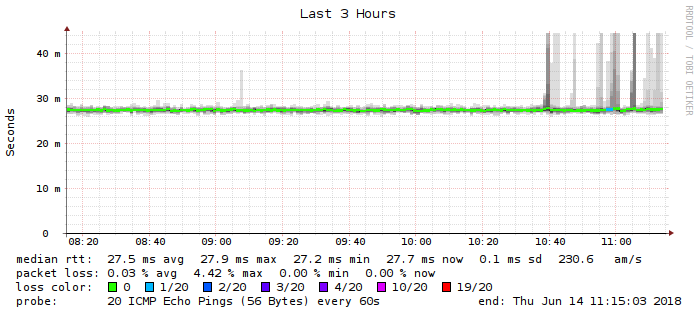 Last 3 Hours
RRDTOOL / TOBI OETIKER
Seconds
40 m
30 m
20 m
10 m
0
08:20 08:40 09:00 09:20 09:40 10:00 10:20 10:40 11:00
median rtt: 27.5 ms avg 27.9 ms max 27.2 ms min 27.7 ms now 0.1 ms sd 230.6 am/s
packet loss: 0.03 % avg 4.42 % max 0.00 % min 0.00 % now
loss color: 0 1/20 2/20 3/20 4/20 10/20 19/20
probe: 20 ICMP Echo Pings (56 Bytes) every 60s end: Thu Jun 14 11:15:03 2018